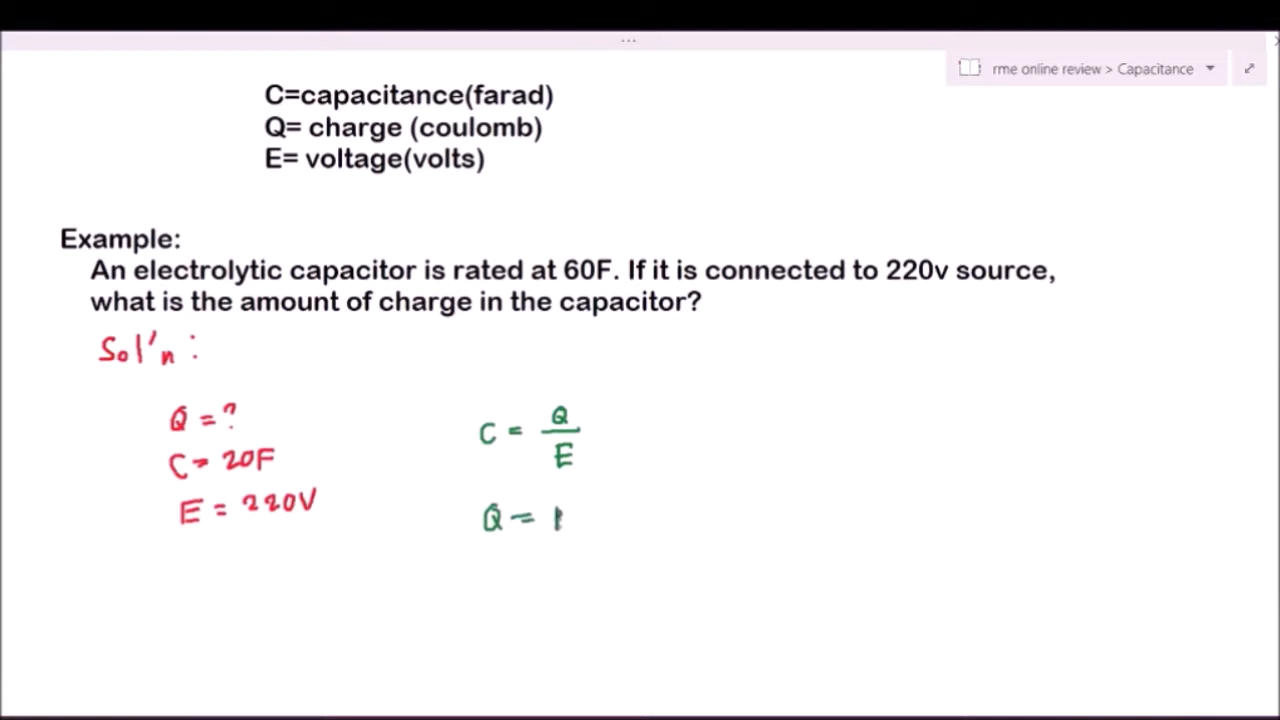 ...
rme online review > Capacitance
C=capacitance(farad)
Q= charge (coulomb)
E= voltage(volts)
Example:
An electrolytic capacitor is rated at 60F. If it is connected to 220v source,
what is the amount of charge in the capacitor?
Sol'n :
Q = ?
C = 20F
E = 220V
C = Q
E
Q =